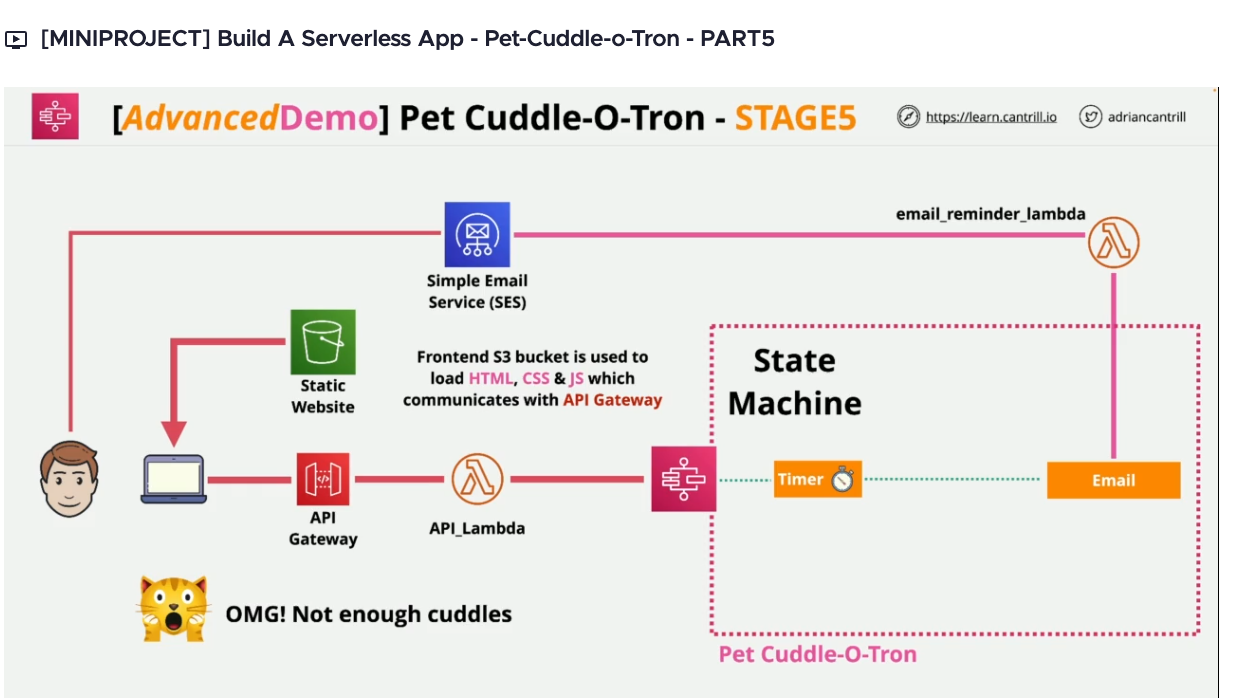 [MINIPROJECT] Build A Serverless App - Pet-Cuddle-o-Tron - PART5
[AdvancedDemo] Pet Cuddle-O-Tron - STAGE5
https://learn.cantrill.io
adriancantrill
email_reminder_lambda
Simple Email
Service (SES)
Static
Website
Frontend S3 bucket is used to
load HTML, CSS & JS which
communicates with API Gateway
State
Machine
Timer
Email
API
Gateway
API_Lambda
OMG! Not enough cuddles
Pet Cuddle-O-Tron